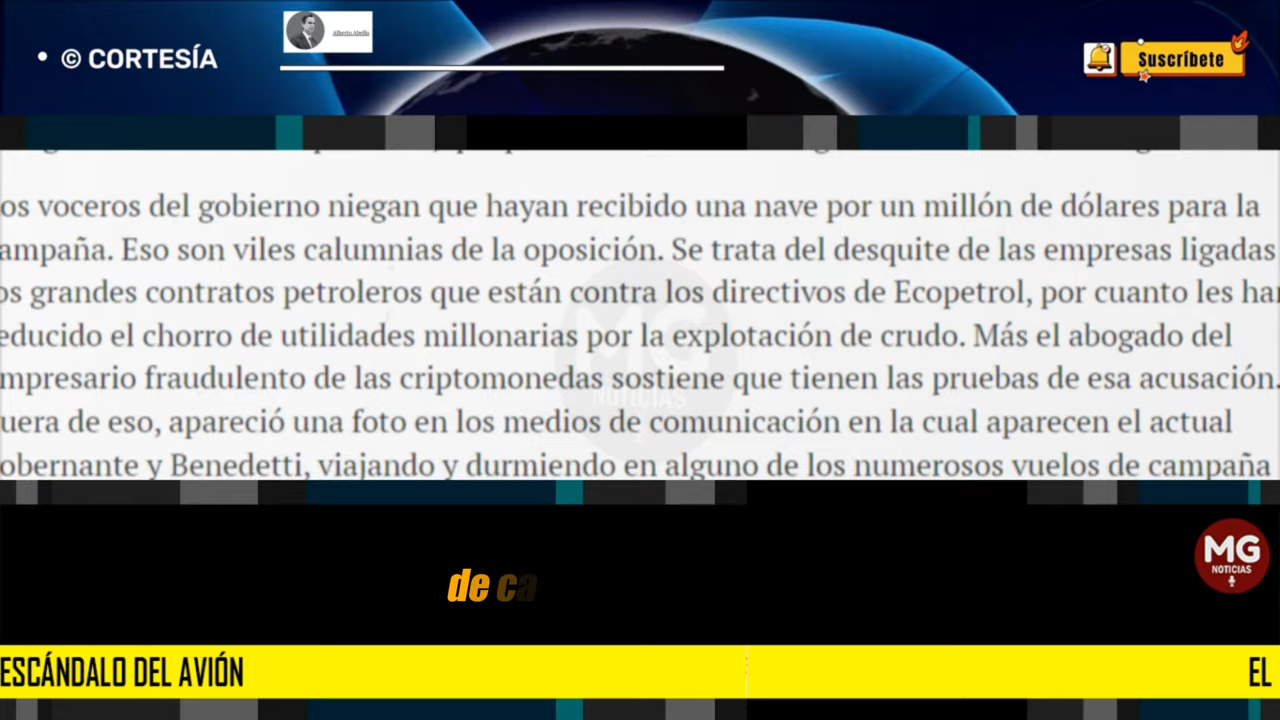 • © CORTESÍA
Alberto Abello
Suscríbete
os voceros del gobierno niegan que hayan recibido una nave por un millón de dólares para la
ampaña. Eso son viles calumnias de la oposición. Se trata del desquite de las empresas ligadas
os grandes contratos petroleros que están contra los directivos de Ecopetrol, por cuanto les han
educido el chorro de utilidades millonarias por la explotación de crudo. Más el abogado del
mpresario fraudulento de las criptomonedas sostiene que tienen las pruebas de esa acusación.
uera de eso, apareció una foto en los medios de comunicación en la cual aparecen el actual
obernante y Benedetti, viajando y durmiendo en alguno de los numerosos vuelos de campaña
MG
NOTICIAS
de ca
MG
NOTICIAS
ESCÁNDALO DEL AVIÓN
EL